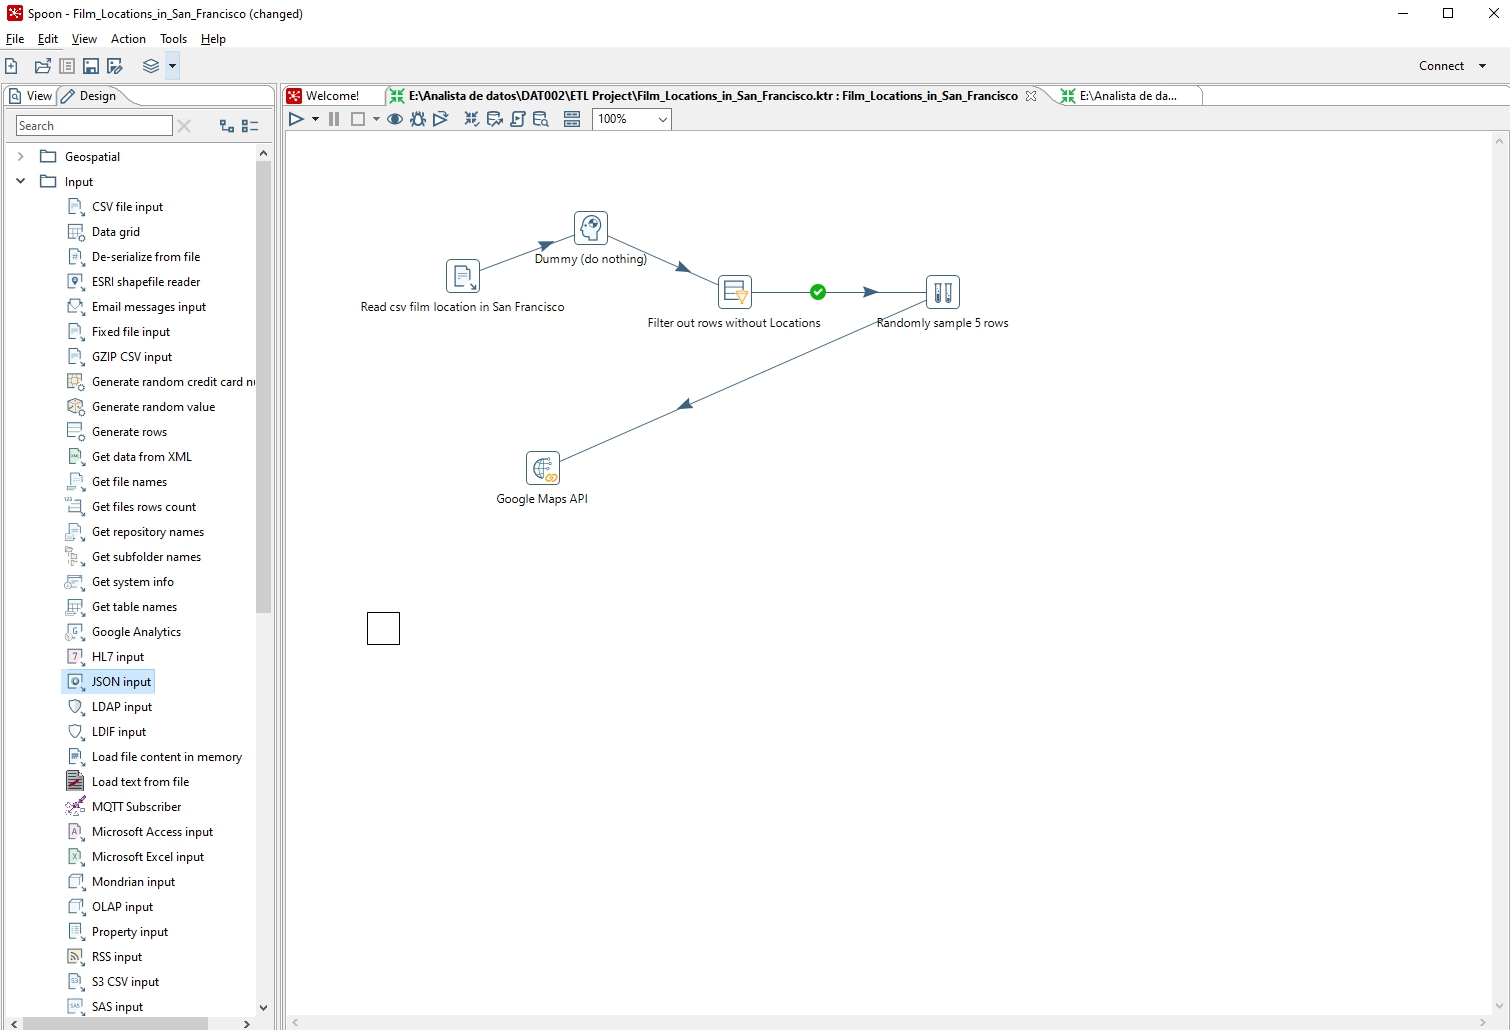 Spoon - Film_Locations_in_San_Francisco (changed)
File Edit View Action Tools Help
Connect
View Design
Welcome! E:\Analista de datos\DAT002\ETL Project\Film_Locations_in_San_Francisco.ktr : Film_Locations_in_San_Francisco E:\Analista de da...
Search
100%
Geospatial
Input
CSV file input
Data grid
De-serialize from file
ESRI shapefile reader
Email messages input
Fixed file input
GZIP CSV input
Generate random credit card nu
Generate random value
Generate rows
Get data from XML
Get file names
Get files rows count
Get repository names
Get subfolder names
Get system info
Get table names
Google Analytics
HL7 input
JSON input
LDAP input
LDIF input
Load file content in memory
Load text from file
MQTT Subscriber
Microsoft Access input
Microsoft Excel input
Mondrian input
OLAP input
Property input
RSS input
S3 CSV input
SAS input
Dummy (do nothing)
Read csv film location in San Francisco
Filter out rows without Locations
Randomly sample 5 rows
Google Maps API